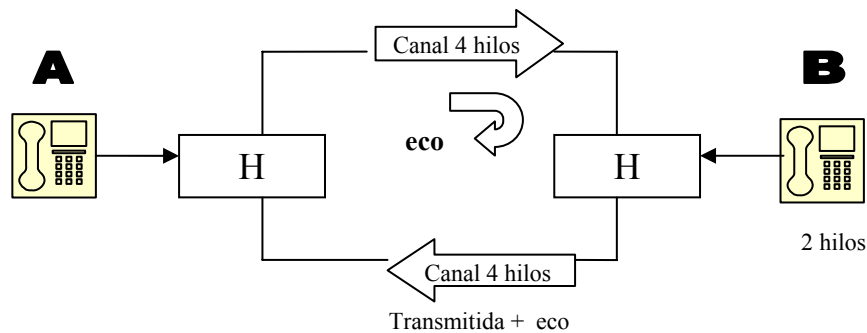 Canal 4 hilos
A
B
eco
H
H
2 hilos
Canal 4 hilos
Transmitida + eco